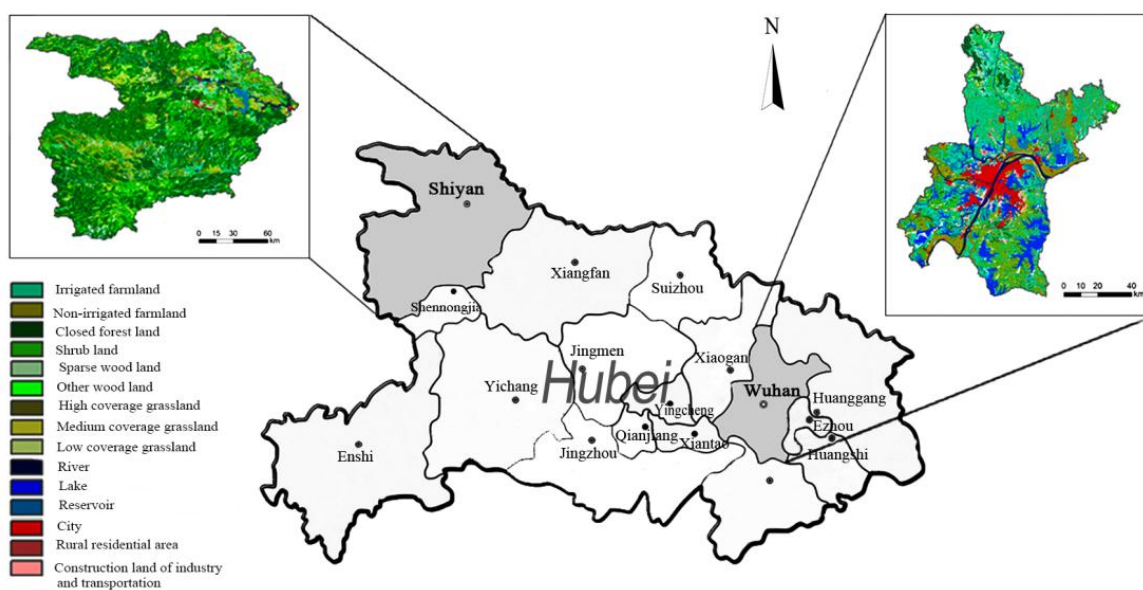 N
0 15 30 60
km
Shiyan
Xiangfan
Suizhou
Shennongjia
Jingmen
Xiaogan
Hubei
Yichang
Wuhan
Huanggang
Yingcheng
Ezhou
Qianjiang
Xiantao
Enshi
Jingzhou
Huangshi
0 10 20 40
km
Irrigated farmland
Non-irrigated farmland
Closed forest land
Shrub land
Sparse wood land
Other wood land
High coverage grassland
Medium coverage grassland
Low coverage grassland
River
Lake
Reservoir
City
Rural residential area
Construction land of industry
and transportation